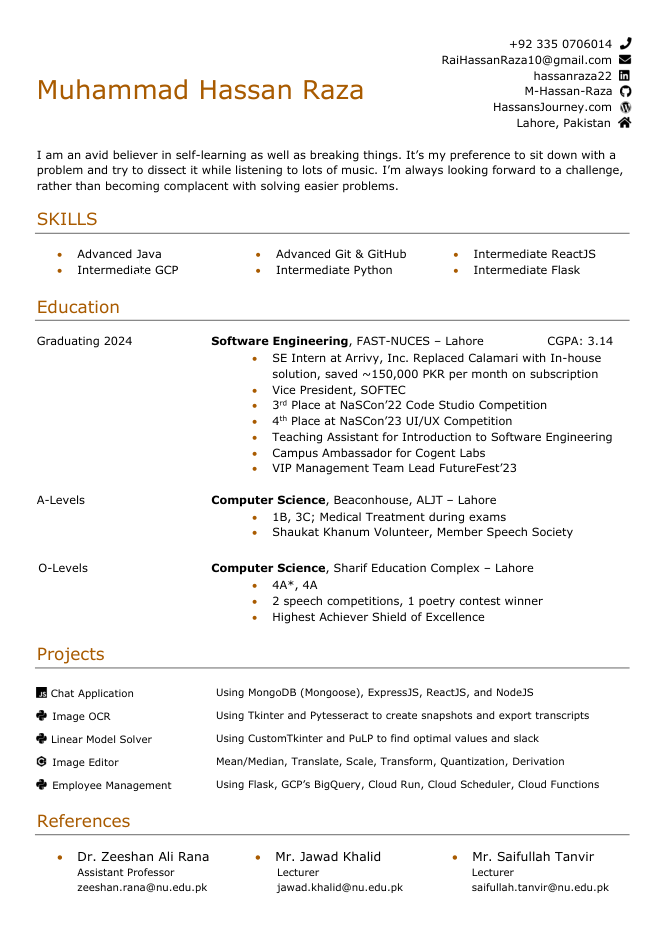 +92 335 0706014
RaiHassanRaza10@gmail.com
hassanraza22
M-Hassan-Raza
HassansJourney.com
Lahore, Pakistan
Muhammad Hassan Raza
I am an avid believer in self-learning as well as breaking things. It’s my preference to sit down with a
problem and try to dissect it while listening to lots of music. I’m always looking forward to a challenge,
rather than becoming complacent with solving easier problems.
SKILLS
• Advanced Java • Advanced Git & GitHub • Intermediate ReactJS
• Intermediate GCP • Intermediate Python • Intermediate Flask
Education
Graduating 2024 Software Engineering, FAST-NUCES – Lahore CGPA: 3.14
• SE Intern at Arrivy, Inc. Replaced Calamari with In-house
solution, saved ~150,000 PKR per month on subscription
• Vice President, SOFTEC
• 3rd Place at NaSCon’22 Code Studio Competition
• 4th Place at NaSCon’23 UI/UX Competition
• Teaching Assistant for Introduction to Software Engineering
• Campus Ambassador for Cogent Labs
• VIP Management Team Lead FutureFest’23
A-Levels Computer Science, Beaconhouse, ALJT – Lahore
• 1B, 3C; Medical Treatment during exams
• Shaukat Khanum Volunteer, Member Speech Society
O-Levels Computer Science, Sharif Education Complex – Lahore
• 4A*, 4A
• 2 speech competitions, 1 poetry contest winner
• Highest Achiever Shield of Excellence
Projects
Chat Application Using MongoDB (Mongoose), ExpressJS, ReactJS, and NodeJS
Image OCR Using Tkinter and Pytesseract to create snapshots and export transcripts
Linear Model Solver Using CustomTkinter and PuLP to find optimal values and slack
Image Editor Mean/Median, Translate, Scale, Transform, Quantization, Derivation
Employee Management Using Flask, GCP’s BigQuery, Cloud Run, Cloud Scheduler, Cloud Functions
References
• Dr. Zeeshan Ali Rana • Mr. Jawad Khalid • Mr. Saifullah Tanvir
Assistant Professor Lecturer Lecturer
zeeshan.rana@nu.edu.pk jawad.khalid@nu.edu.pk saifullah.tanvir@nu.edu.pk